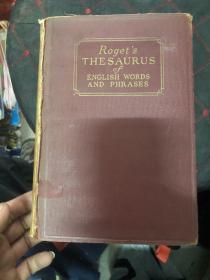 Roget's
THESAURUS
of
ENGLISH WORDS
AND PHRASES